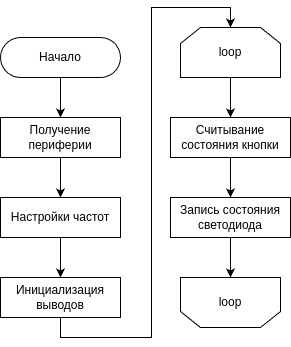 Начало
Получение
периферии
Настройки частот
Инициализация
выводов
loop
Считывание
состояния кнопки
Запись состояния
светодиода
loop